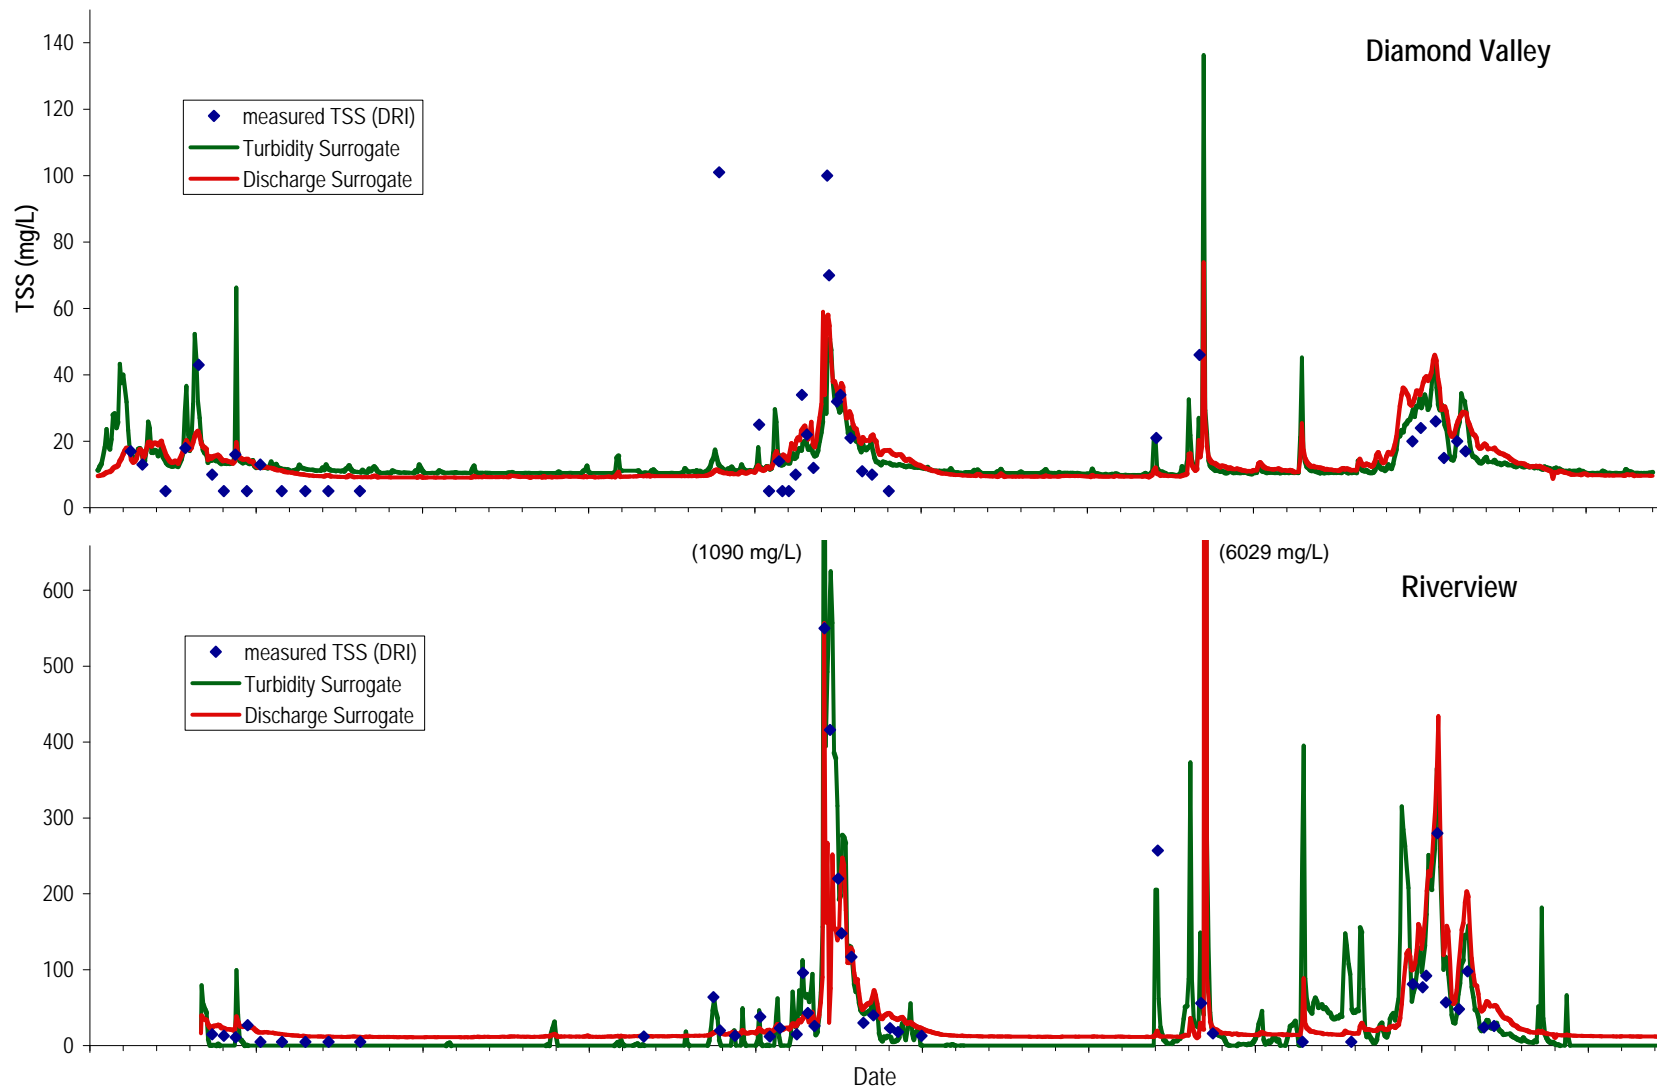 Diamond Valley
TSS (mg/L)
140
120
100
80
60
40
20
0
measured TSS (DRI)
Turbidity Surrogate
Discharge Surrogate
(1090 mg/L)
(6029 mg/L)
Riverview
600
500
400
300
200
100
0
measured TSS (DRI)
Turbidity Surrogate
Discharge Surrogate
Date